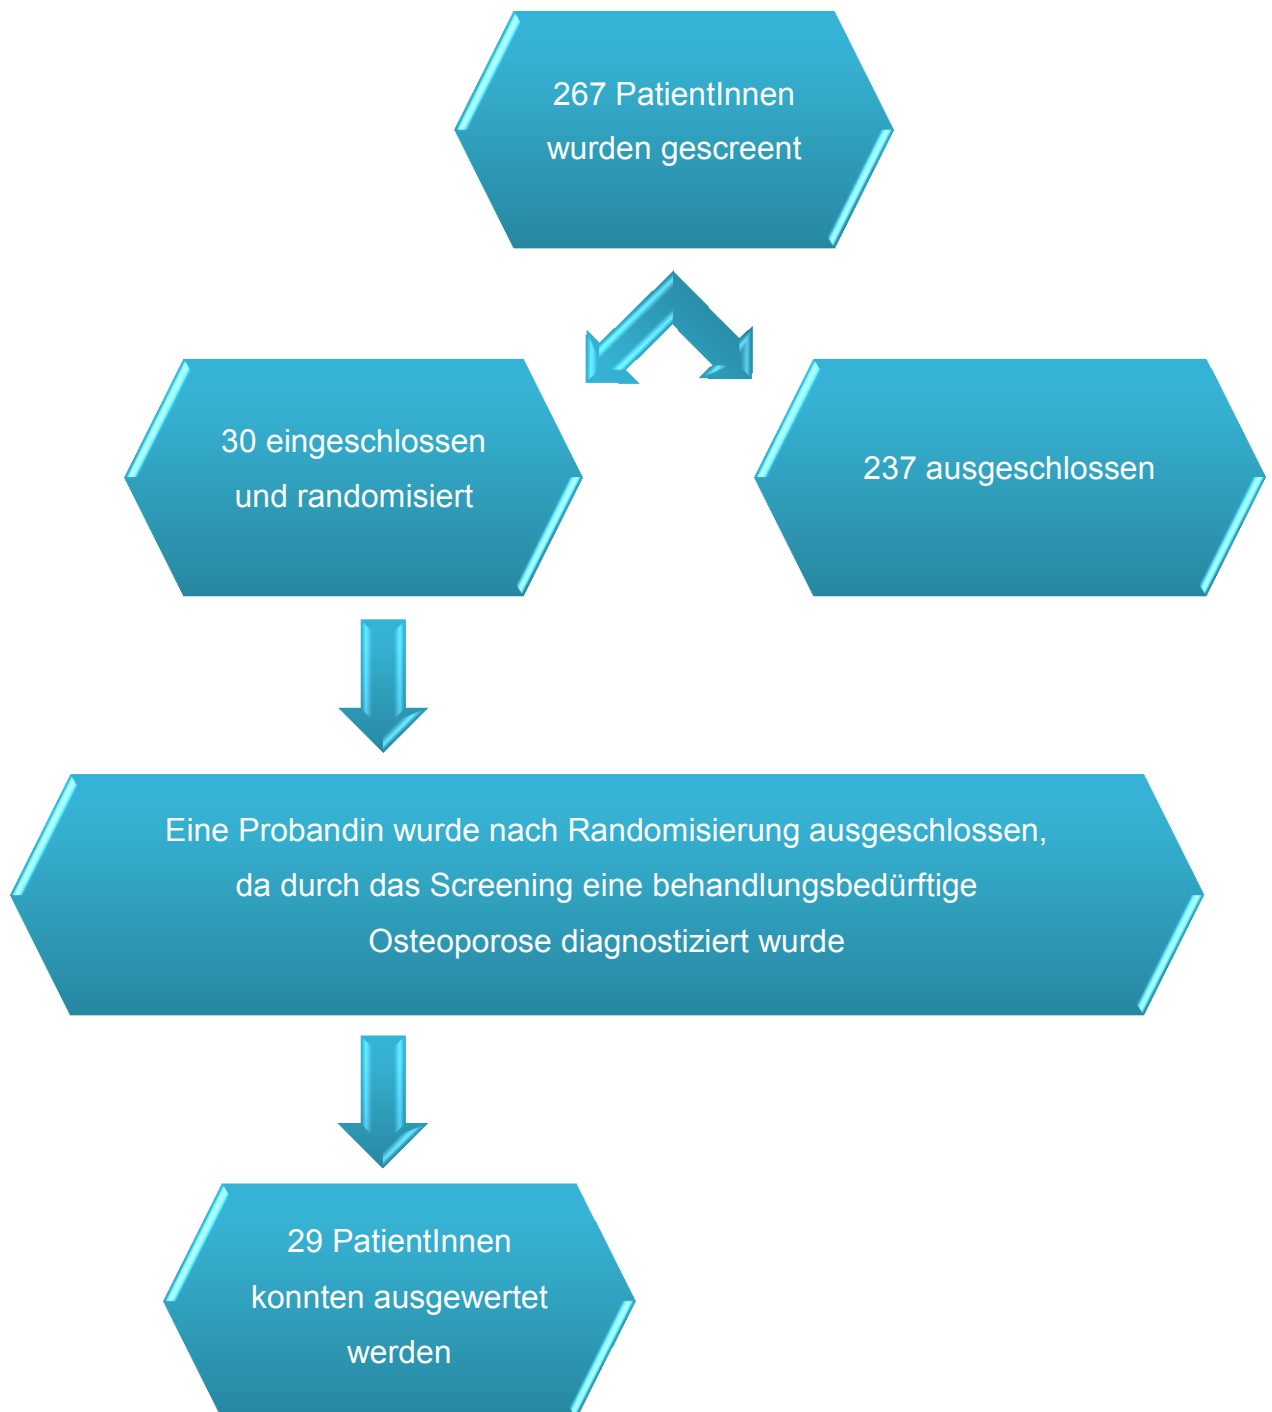 267 PatientInnen
wurden gescreent
30 eingeschlossen
und randomisiert
237 ausgeschlossen
Eine Probandin wurde nach Randomisierung ausgeschlossen,
da durch das Screening eine behandlungsbedürftige
Osteoporose diagnostiziert wurde
29 PatientInnen
konnten ausgewertet
werden